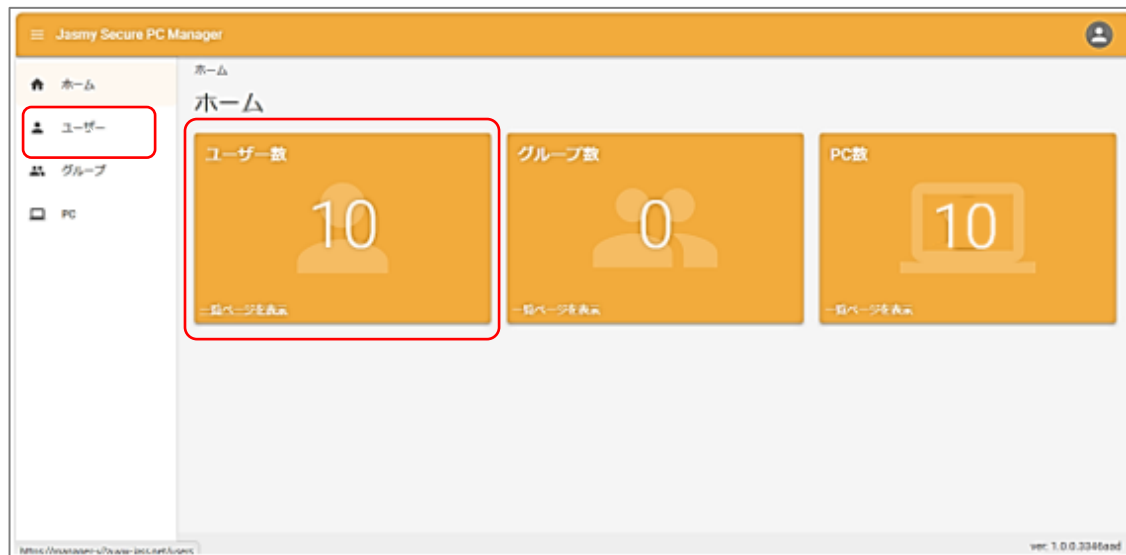 Jasmy Secure PC Manager
ホーム
ユーザー
グループ
PC
ホーム
ホーム
ユーザー数
10
一覧ページを表示
グループ数
0
一覧ページを表示
PC数
10
一覧ページを表示
ver. 1.0.0.3346aad